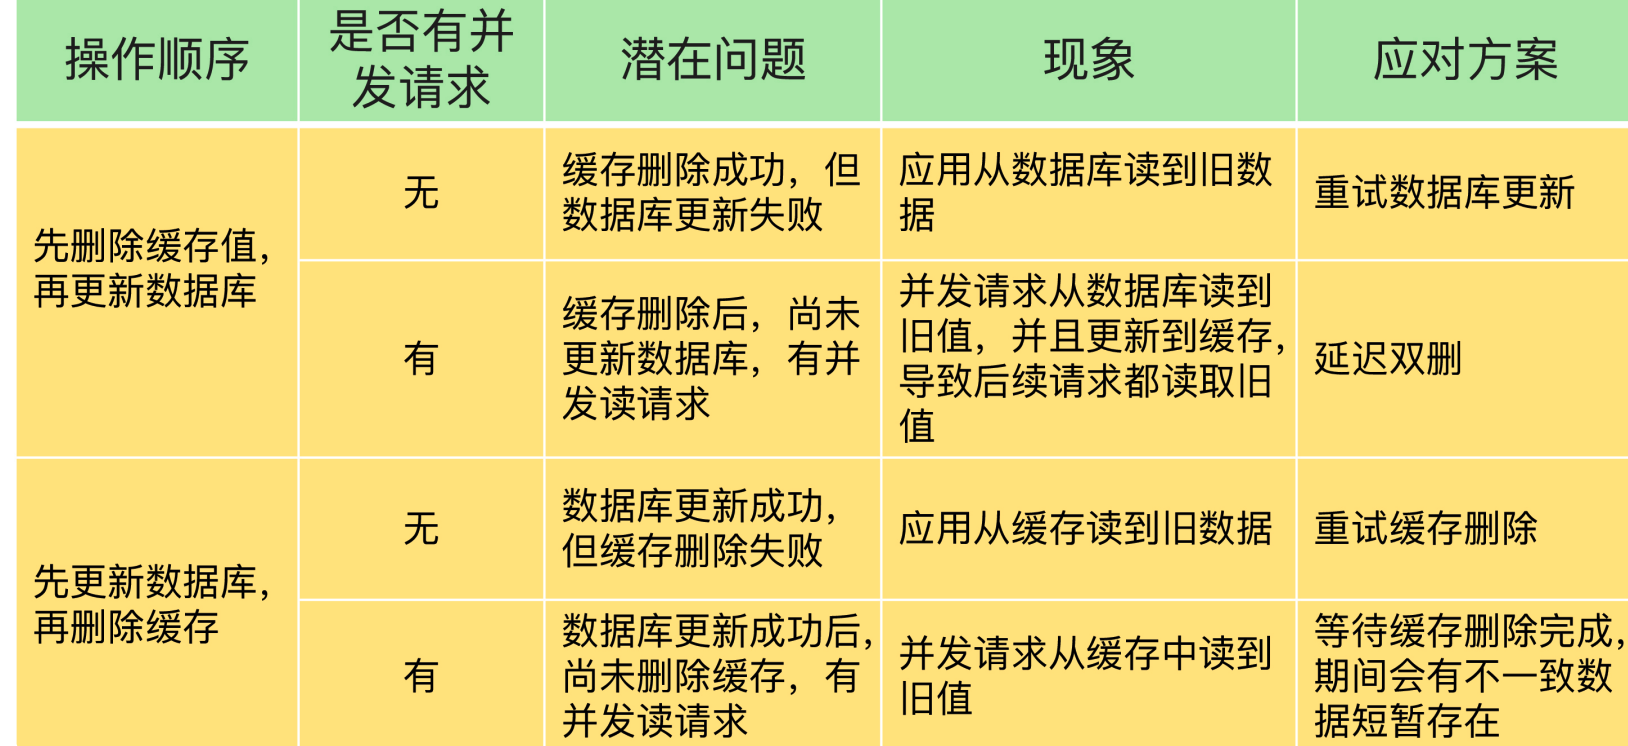 操作顺序
是否有并
发请求
潜在问题
现象
应对方案
先删除缓存值，
再更新数据库
无
缓存删除成功，但
数据库更新失败
应用从数据库读到旧数
据
重试数据库更新
有
缓存删除后，尚未
更新数据库，有并
发读请求
并发请求从数据库读到
旧值，并且更新到缓存，
导致后续请求都读取旧
值
延迟双删
先更新数据库，
再删除缓存
无
数据库更新成功，
但缓存删除失败
应用从缓存读到旧数据
重试缓存删除
有
数据库更新成功后，
尚未删除缓存，有
并发读请求
并发请求从缓存中读到
旧值
等待缓存删除完成，
期间会有不一致数
据短暂存在